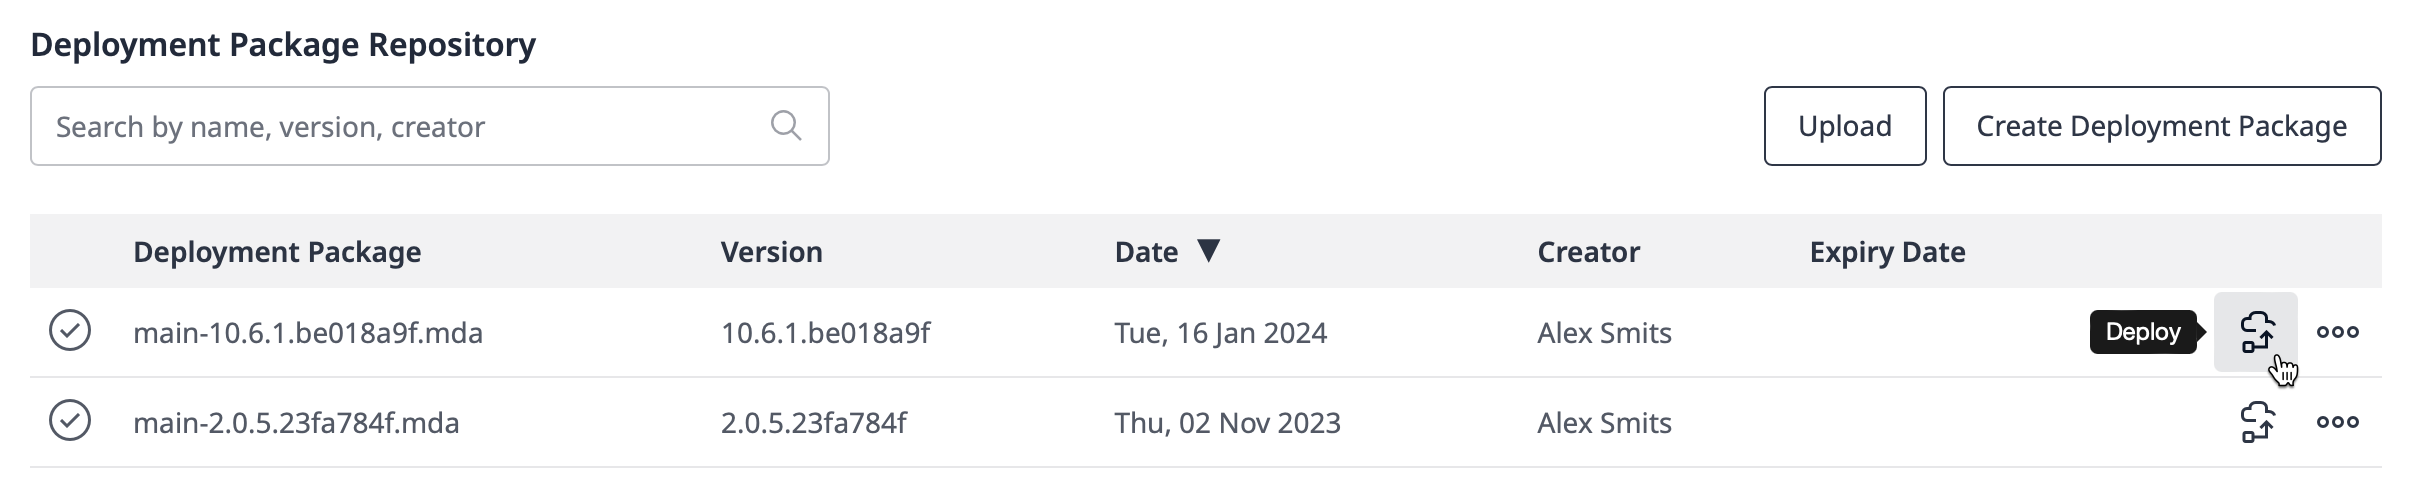 Deployment Package Repository
Search by name, version, creator
Upload
Create Deployment Package
Deployment Package Version Date ▼ Creator Expiry Date
main-10.6.1.be018a9f.mda 10.6.1.be018a9f Tue, 16 Jan 2024 Alex Smits Deploy
main-2.0.5.23fa784f.mda 2.0.5.23fa784f Thu, 02 Nov 2023 Alex Smits